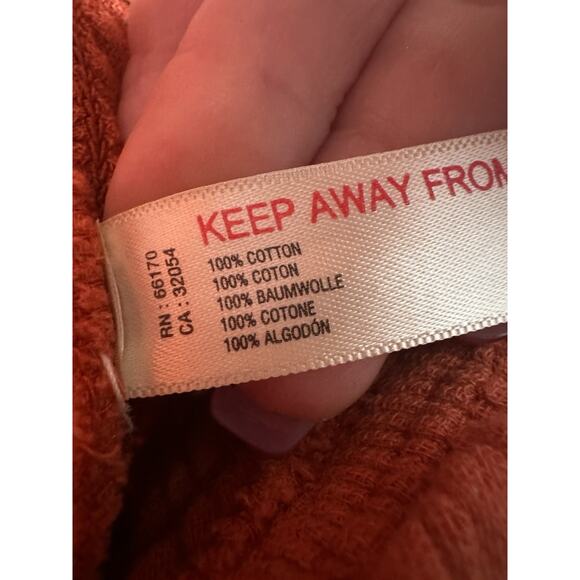 KEEP AWAY FROM
100% COTTON
100% COTON
100% BAUMWOLLE
100% COTONE
100% ALGODÓN
RN : 66170
CA : 32054